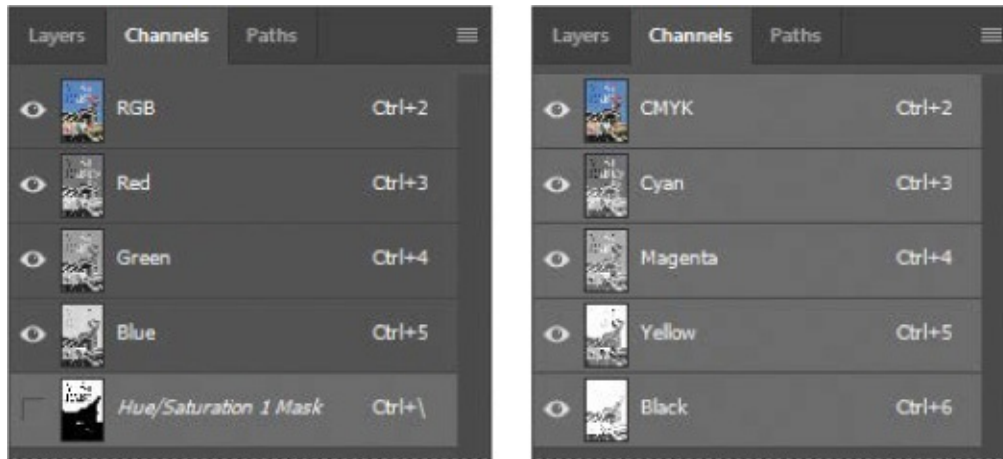 Layers Channels Paths
RGB Ctrl+2
Red Ctrl+3
Green Ctrl+4
Blue Ctrl+5
Hue/Saturation 1 Mask Ctrl+\
Layers Channels Paths
CMYK Ctrl+2
Cyan Ctrl+3
Magenta Ctrl+4
Yellow Ctrl+5
Black Ctrl+6